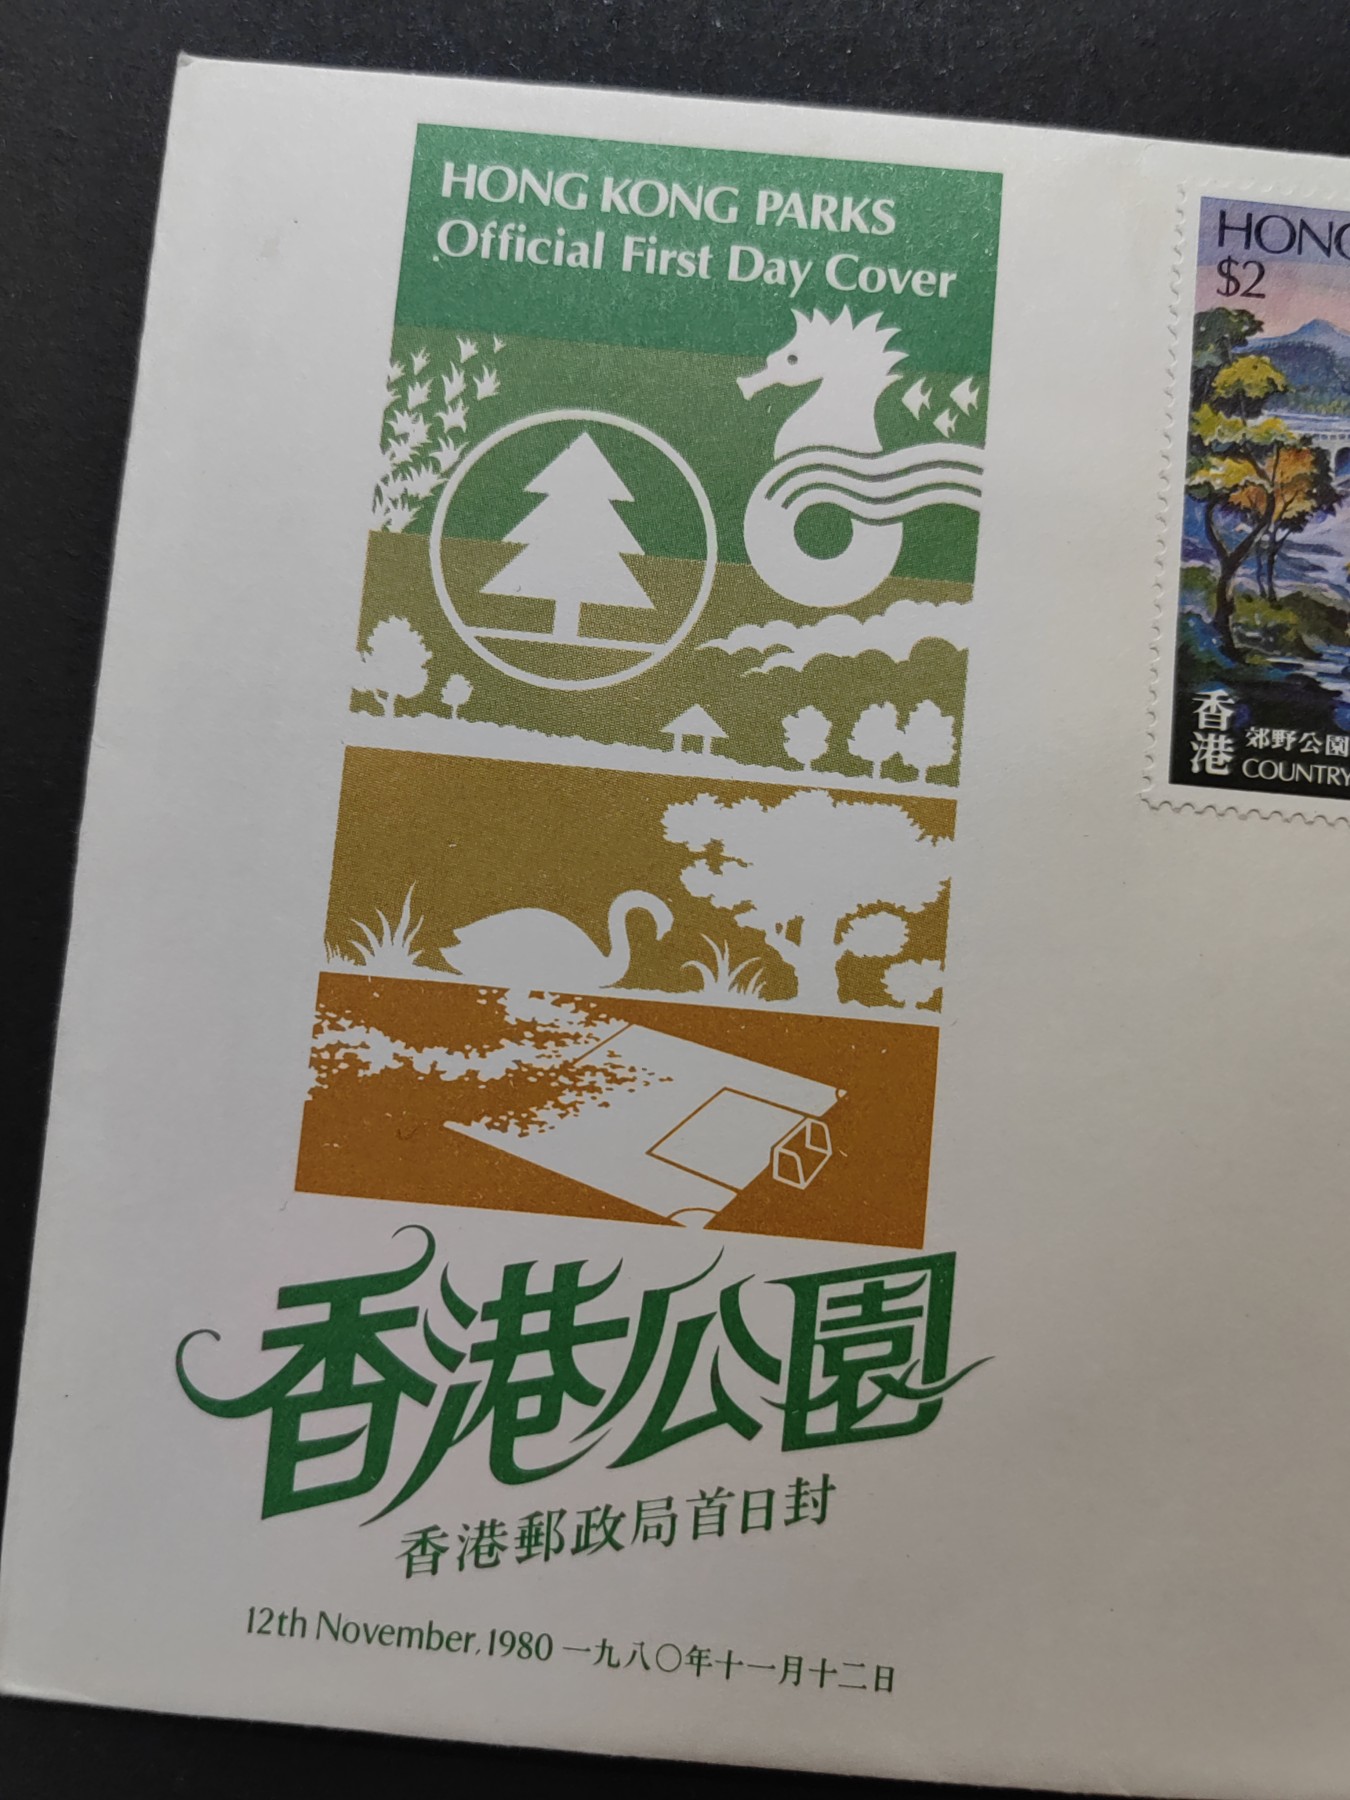 HONG KONG PARKS
Official First Day Cover
HONG
$2
香港
郊野公園
COUNTRY
香港公園
香港郵政局首日封
12th November, 1980 一九八〇年十一月十二日